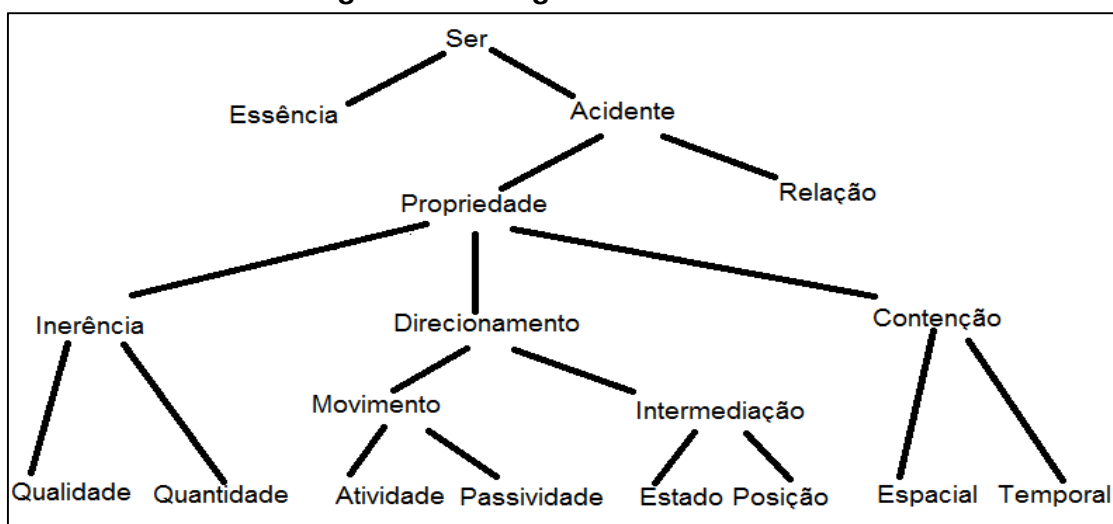 Ser
Essência
Acidente
Propriedade
Relação
Inerência
Direcionamento
Contenção
Movimento
Intermediação
Qualidade
Quantidade
Atividade
Passividade
Estado
Posição
Espacial
Temporal